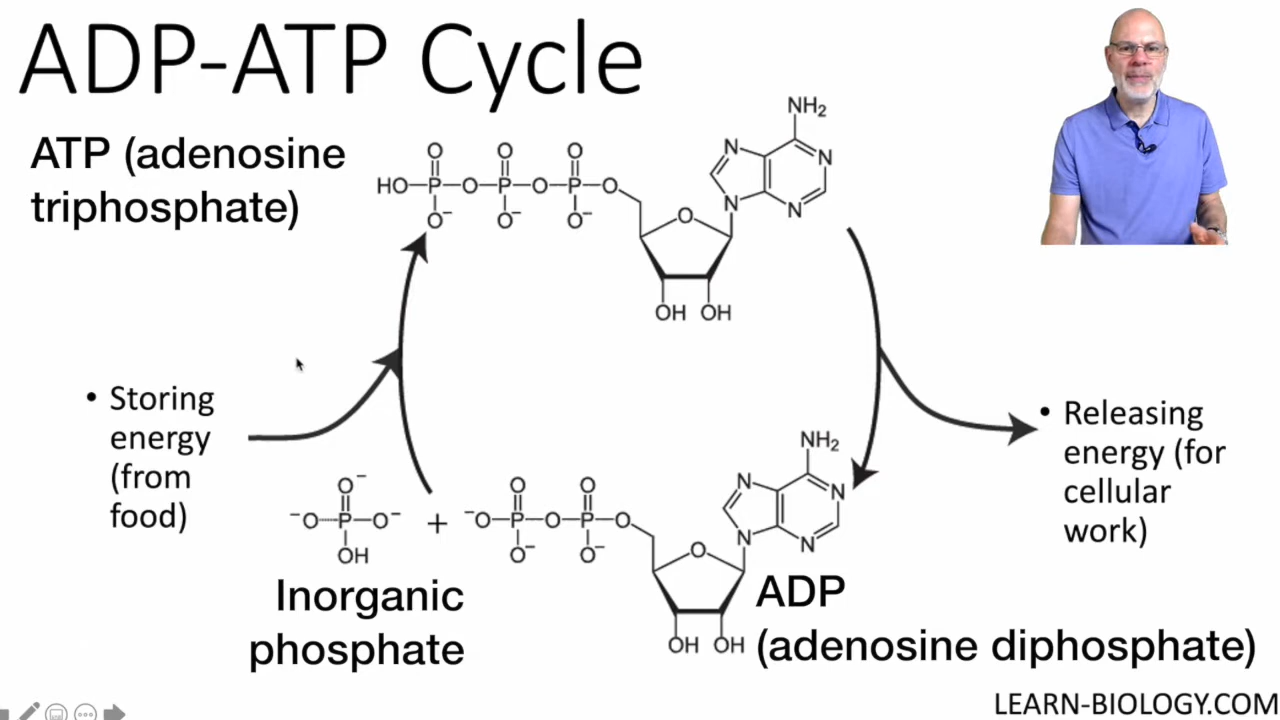 ADP-ATP Cycle
ATP (adenosine
triphosphate)
NH₂
N
N
N
N
O
O
O
HO-P-O-P-O-P-O
O⁻
O⁻
O⁻
O
OH OH
• Storing
energy
(from
food)
• Releasing
energy (for
cellular
work)
NH₂
N
N
N
N
O⁻
⁻O-P-O⁻
OH
+
O
O
⁻O-P-O-P-O
O⁻
O⁻
O
OH OH
Inorganic
phosphate
ADP
(adenosine diphosphate)
LEARN-BIOLOGY.COM